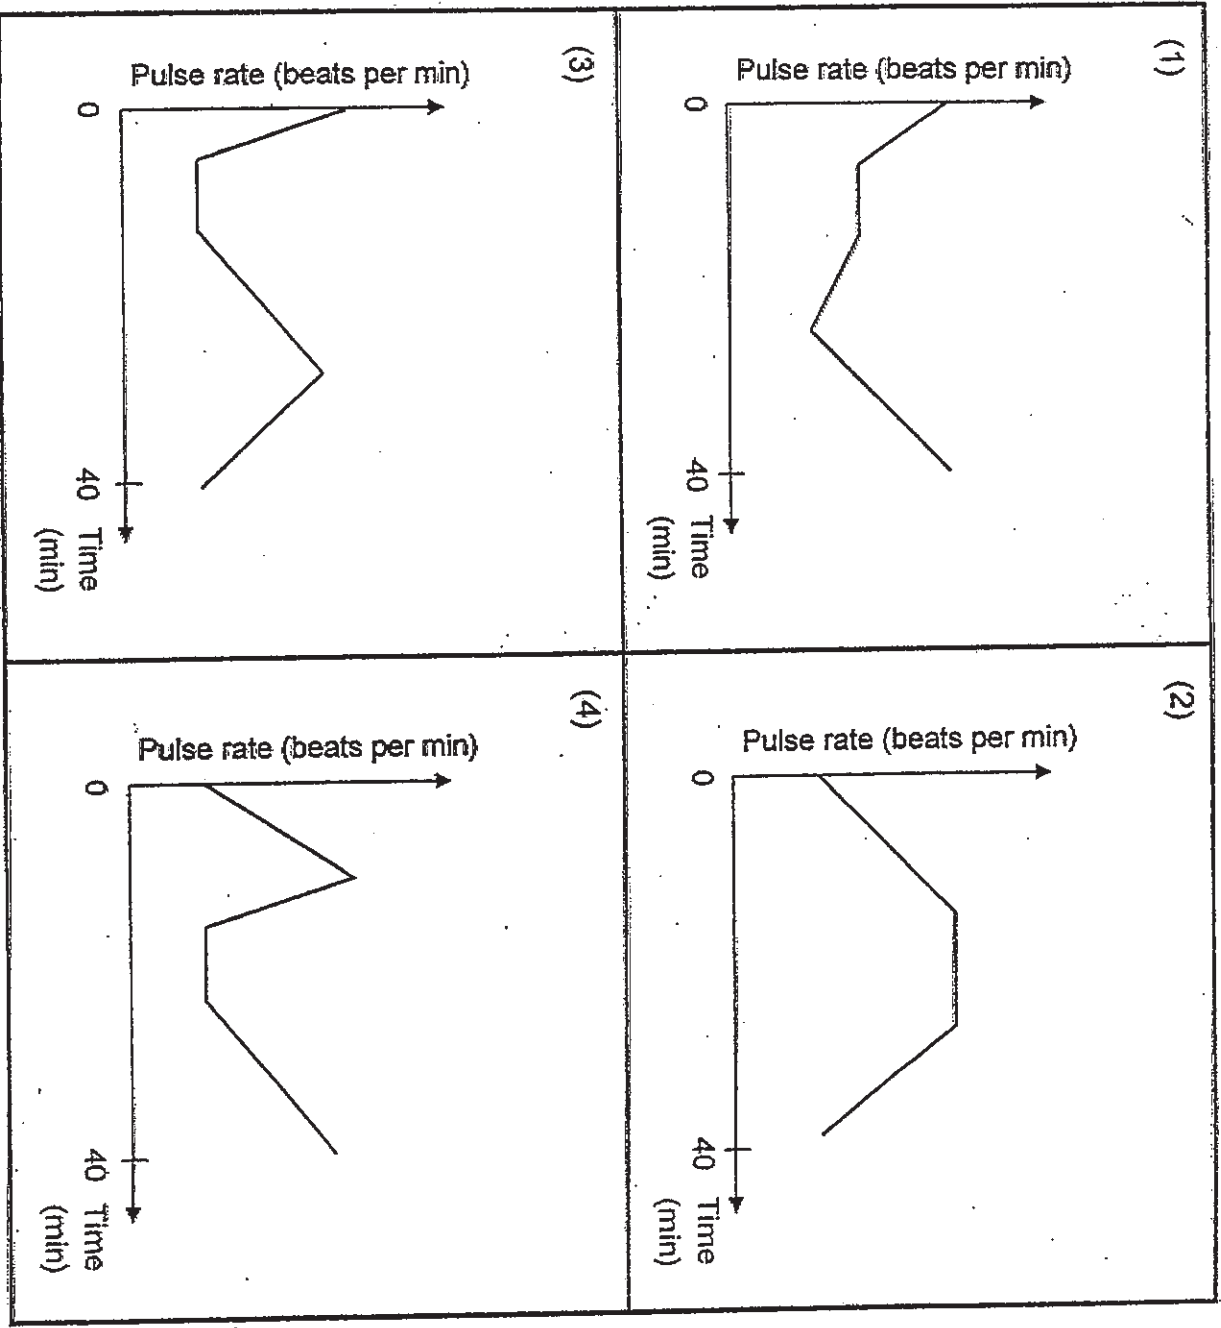 (1)
Pulse rate (beats per min)
0
40
Time
(min)
(2)
Pulse rate (beats per min)
0
40
Time
(min)
(3)
Pulse rate (beats per min)
0
40
Time
(min)
(4)
Pulse rate (beats per min)
0
40
Time
(min)